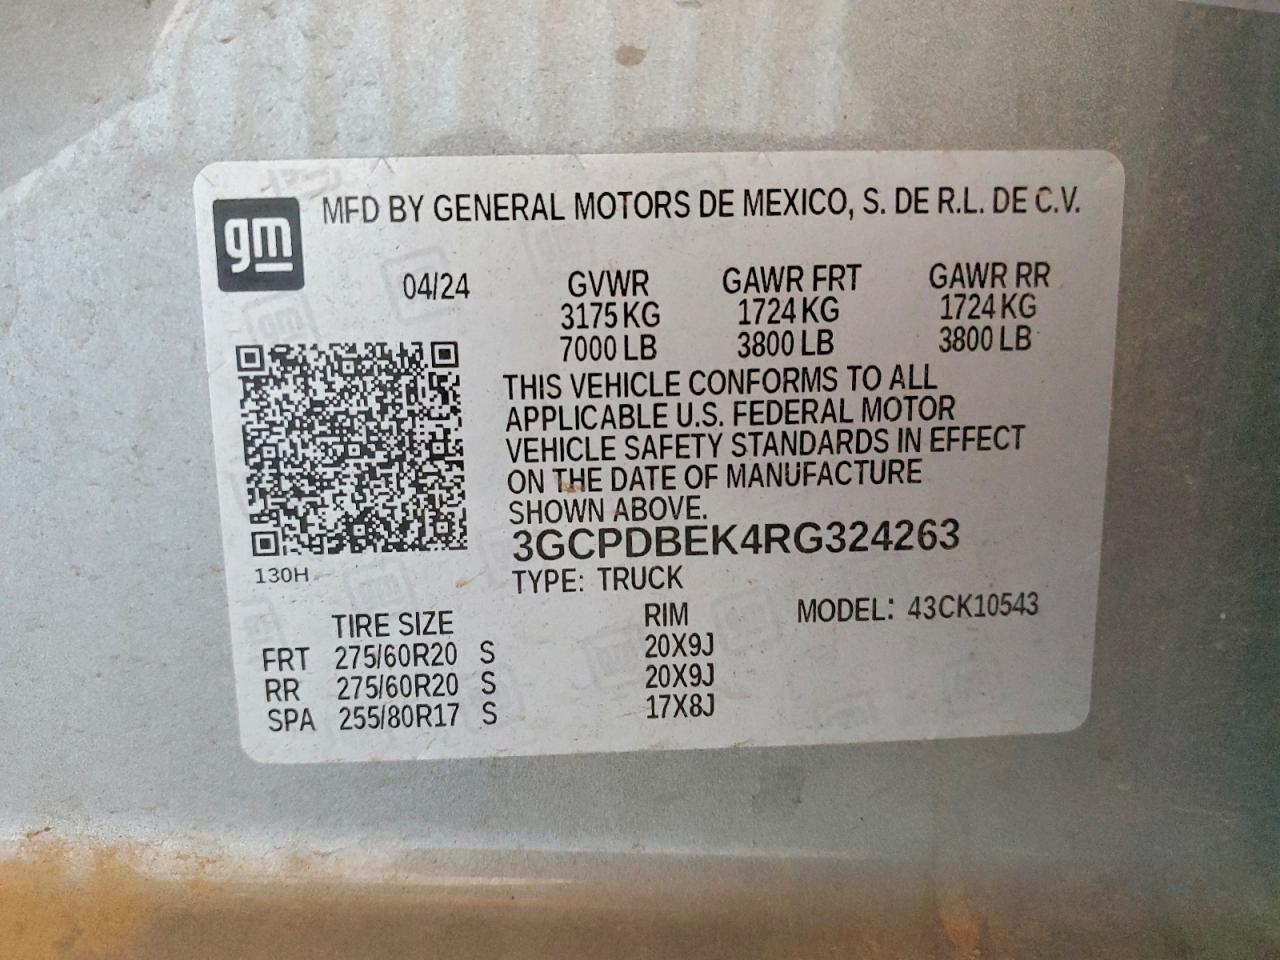 gm
MFD BY GENERAL MOTORS DE MEXICO, S. DE R.L. DE C.V.
04/24 GVWR GAWR FRT GAWR RR
3175 KG 1724 KG 1724 KG
7000 LB 3800 LB 3800 LB
THIS VEHICLE CONFORMS TO ALL
APPLICABLE U.S. FEDERAL MOTOR
VEHICLE SAFETY STANDARDS IN EFFECT
ON THE DATE OF MANUFACTURE
SHOWN ABOVE.
3GCPDBEK4RG324263
130H
TYPE: TRUCK
TIRE SIZE RIM MODEL: 43CK10543
FRT 275/60R20 S 20X9J
RR 275/60R20 S 20X9J
SPA 255/80R17 S 17X8J